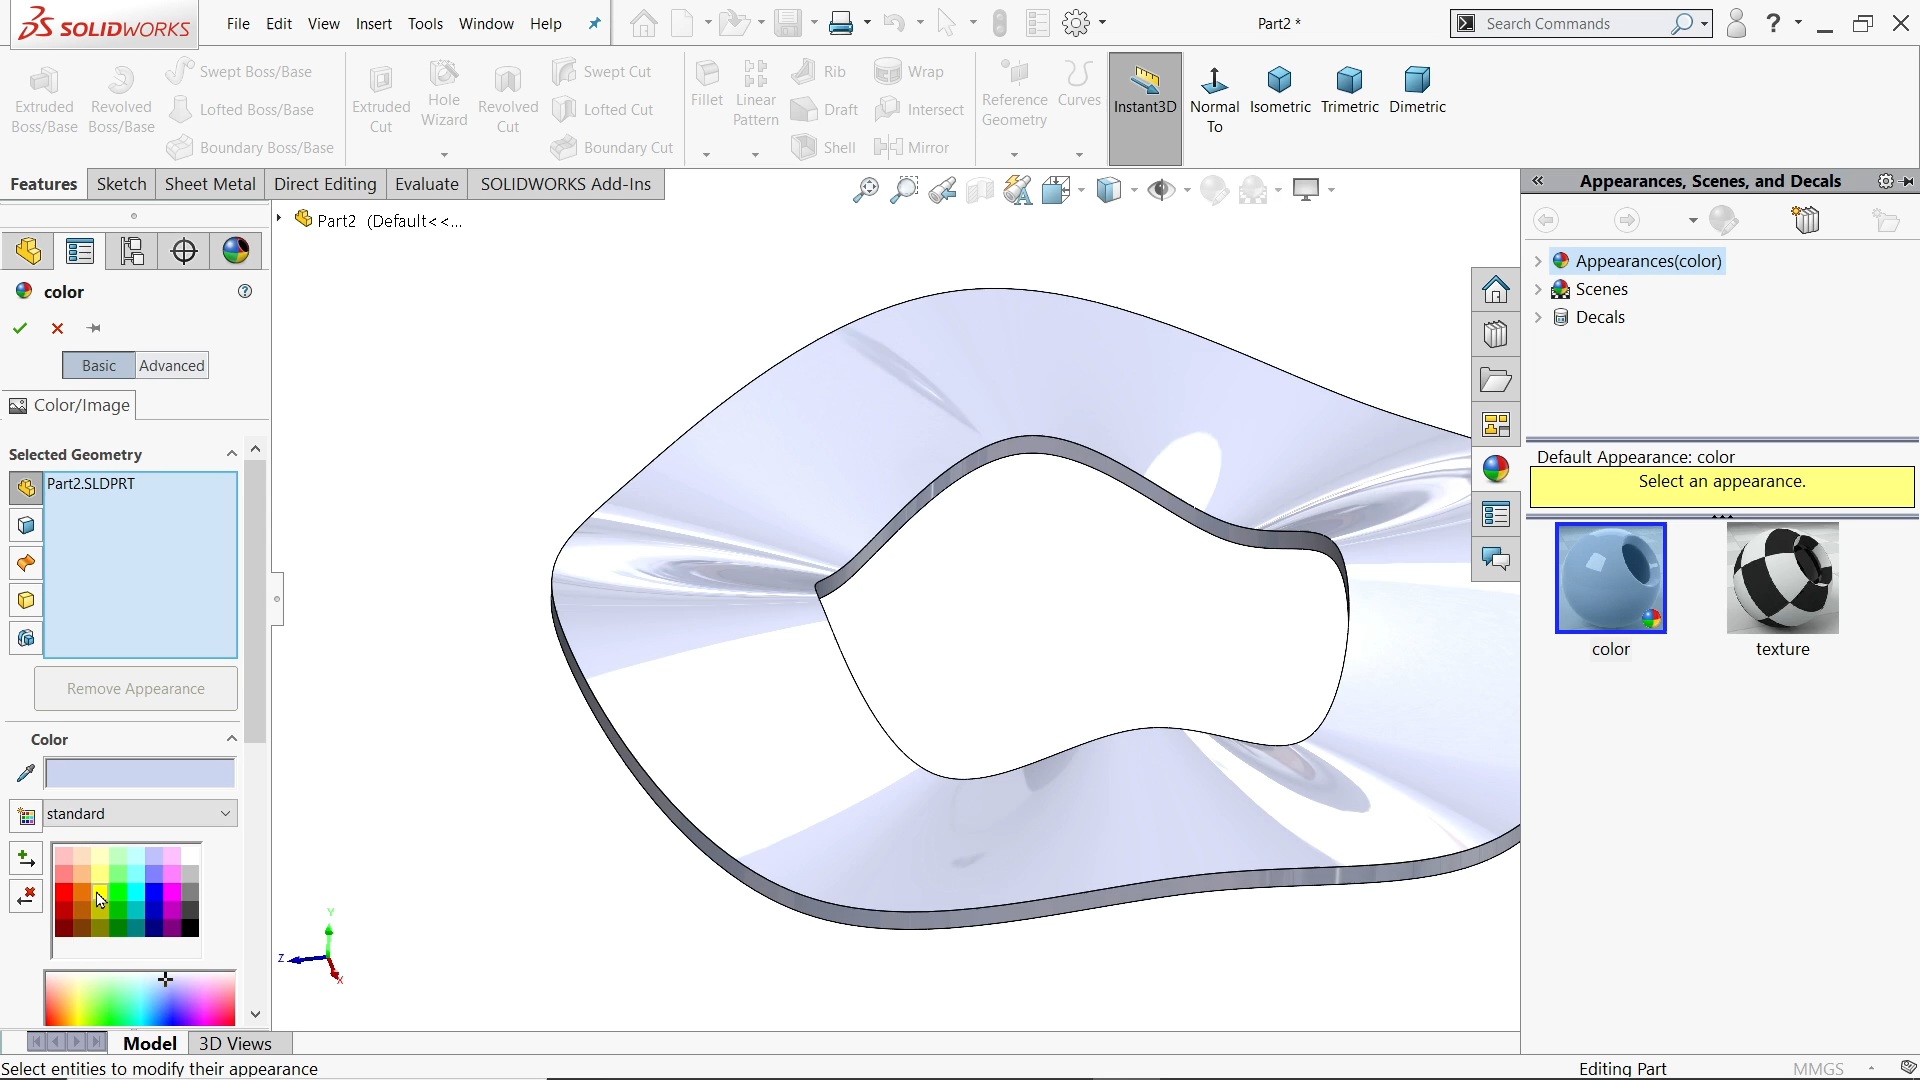 SOLIDWORKS
File Edit View Insert Tools Window Help
Part2 *
Search Commands
Extruded Boss/Base
Revolved Boss/Base
Swept Boss/Base
Lofted Boss/Base
Boundary Boss/Base
Extruded Cut
Hole Wizard
Revolved Cut
Swept Cut
Lofted Cut
Boundary Cut
Fillet
Linear Pattern
Rib
Draft
Shell
Wrap
Intersect
Mirror
Reference Geometry
Curves
Instant3D
Normal To
Isometric
Trimetric
Dimetric
Features Sketch Sheet Metal Direct Editing Evaluate SOLIDWORKS Add-Ins
Part2 (Default<<...
color
Basic Advanced
Color/Image
Selected Geometry
Part2.SLDPRT
Remove Appearance
Color
standard
Y
Z
X
Appearances, Scenes, and Decals
Appearances(color)
Scenes
Decals
Default Appearance: color
Select an appearance.
color texture
Model 3D Views
Select entities to modify their appearance
Editing Part
MMGS